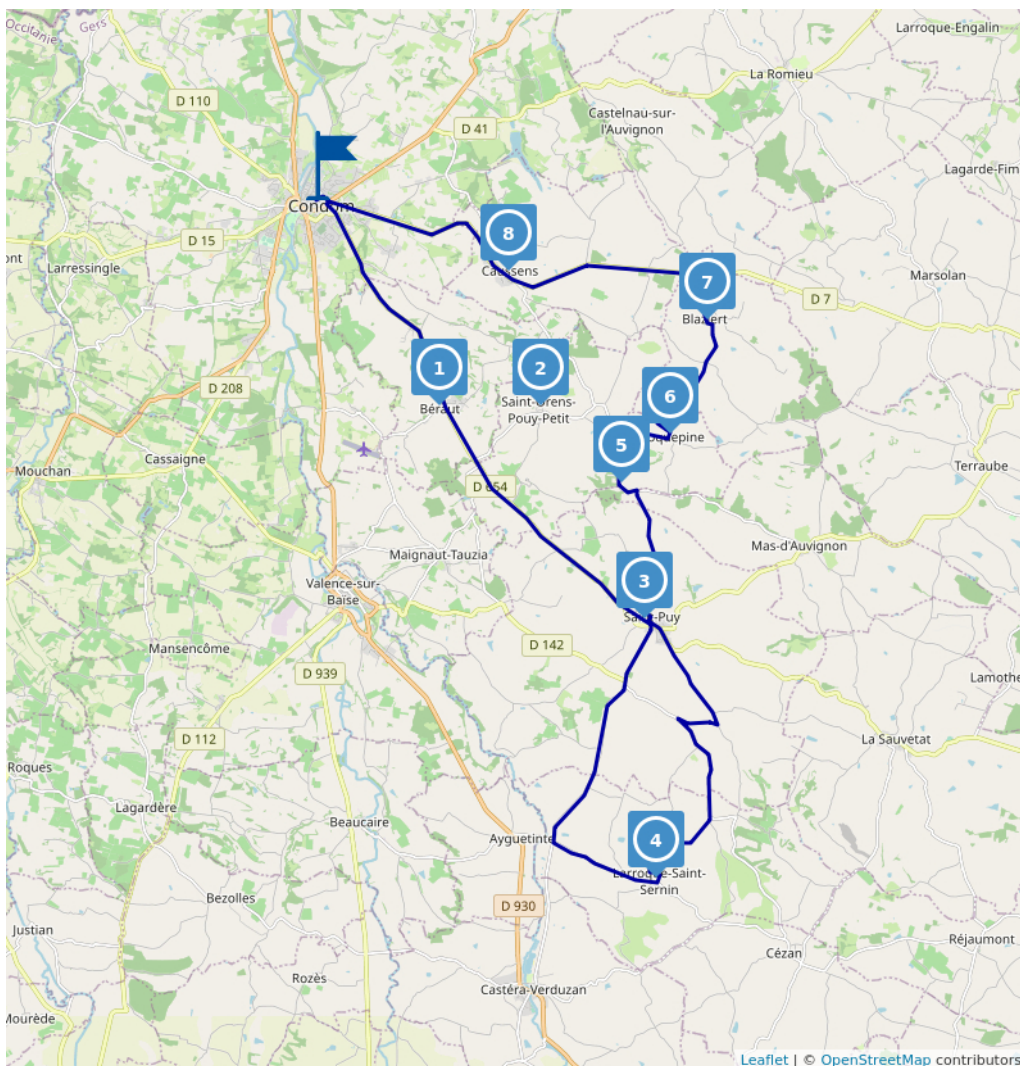 Occitanie
Gers
Larroque-Engalin
La Romieu
D 110
Castelnau-sur-
l'Auvignon
D 41
Lagarde-Fim
Condom
D 15
8
ont
Larressingle
Caussens
Marsolan
7
D 7
Blaziert
1
2
D 208
6
Béraut
Saint-Orens-
Pouy-Petit
5
Cassaigne
Mouchan
Terraube
D 654
Mas-d'Auvignon
Maignaut-Tauzia
Valence-sur-
Baïse
3
Saint-Puy
Mansencôme
D 142
D 939
Lamothe
D 112
La Sauvetat
Roques
Lagardère
Beaucaire
Ayguetinte
4
Larroque-Saint-
Sernin
Bezolles
D 930
Justian
Réjaumont
Cézan
Rozès
Castéra-Verduzan
Mourède
Leaflet | © OpenStreetMap contributors